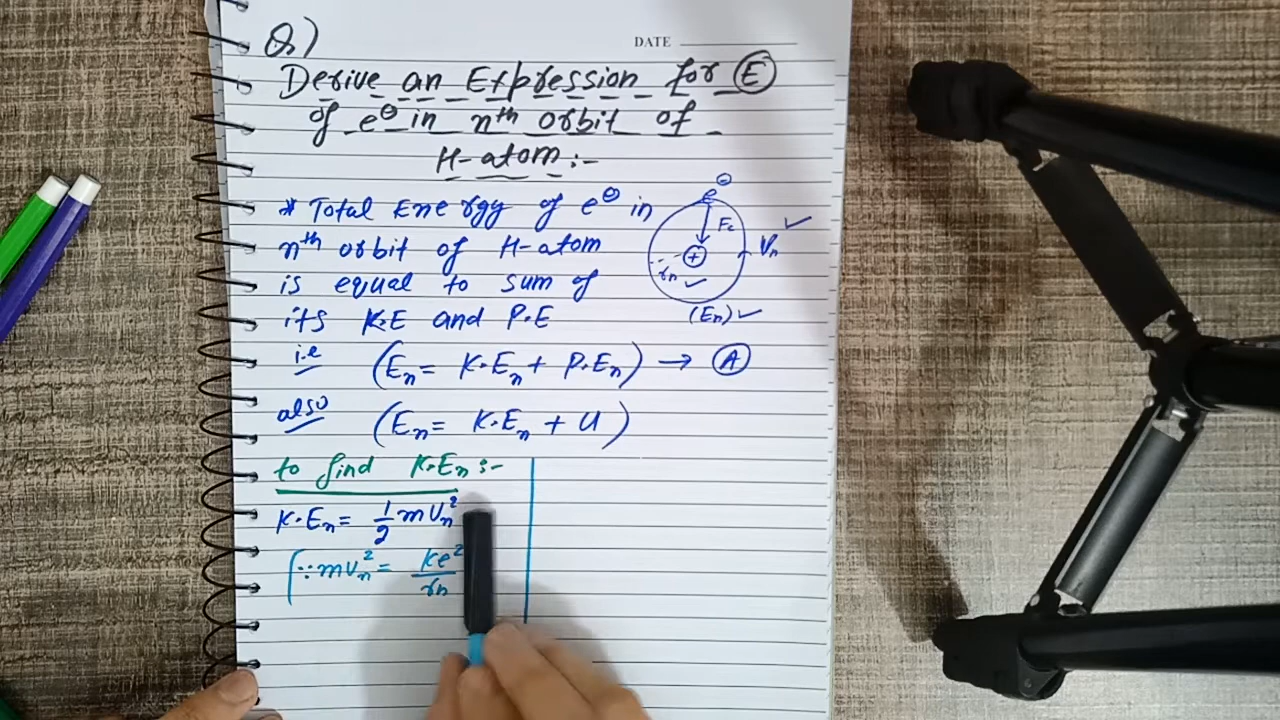 Q)
DATE
Derive an Expression for Ⓔ
of e⊖ in nth orbit of
H-atom:-
* Total Energy of e⊖ in
nth orbit of H-atom
is equal to sum of
its K.E and P.E
i.e (Eₙ = K.Eₙ + P.Eₙ) → Ⓐ
also (Eₙ = K.Eₙ + U)
e⊖
Fc
+
rₙ
Vₙ
(Eₙ)
to find K.Eₙ:-
K.Eₙ = 1/2 mVₙ²
∵ mVₙ² = ke²/rₙ